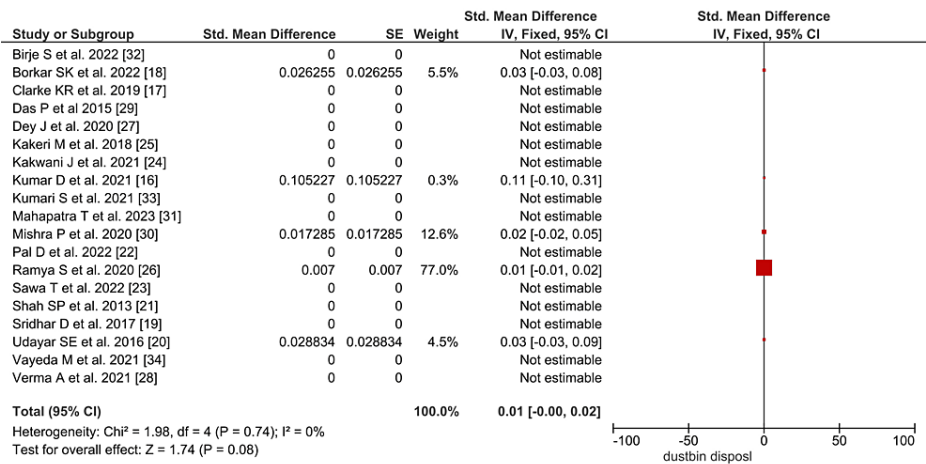 Std. Mean Difference Std. Mean Difference
Study or Subgroup Std. Mean Difference SE Weight IV, Fixed, 95% CI IV, Fixed, 95% CI
Birje S et al. 2022 [32] 0 0 Not estimable
Borkar SK et al. 2022 [18] 0.026255 0.026255 5.5% 0.03 [-0.03, 0.08]
Clarke KR et al. 2019 [17] 0 0 Not estimable
Das P et al 2015 [29] 0 0 Not estimable
Dey J et al. 2020 [27] 0 0 Not estimable
Kakeri M et al. 2018 [25] 0 0 Not estimable
Kakwani J et al. 2021 [24] 0 0 Not estimable
Kumar D et al. 2021 [16] 0.105227 0.105227 0.3% 0.11 [-0.10, 0.31]
Kumari S et al. 2021 [33] 0 0 Not estimable
Mahapatra T et al. 2023 [31] 0 0 Not estimable
Mishra P et al. 2020 [30] 0.017285 0.017285 12.6% 0.02 [-0.02, 0.05]
Pal D et al. 2022 [22] 0 0 Not estimable
Ramya S et al. 2020 [26] 0.007 0.007 77.0% 0.01 [-0.01, 0.02]
Sawa T et al. 2022 [23] 0 0 Not estimable
Shah SP et al. 2013 [21] 0 0 Not estimable
Sridhar D et al. 2017 [19] 0 0 Not estimable
Udayar SE et al. 2016 [20] 0.028834 0.028834 4.5% 0.03 [-0.03, 0.09]
Vayeda M et al. 2021 [34] 0 0 Not estimable
Verma A et al. 2021 [28] 0 0 Not estimable
Total (95% CI) 100.0% 0.01 [-0.00, 0.02]
Heterogeneity: Chi² = 1.98, df = 4 (P = 0.74); I² = 0%
Test for overall effect: Z = 1.74 (P = 0.08)
-100 -50 0 50 100
dustbin disposl